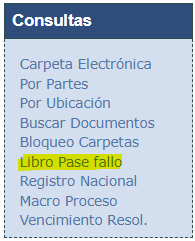 Consultas
Carpeta Electrónica
Por Partes
Por Ubicación
Buscar Documentos
Bloqueo Carpetas
Libro Pase fallo
Registro Nacional
Macro Proceso
Vencimiento Resol.